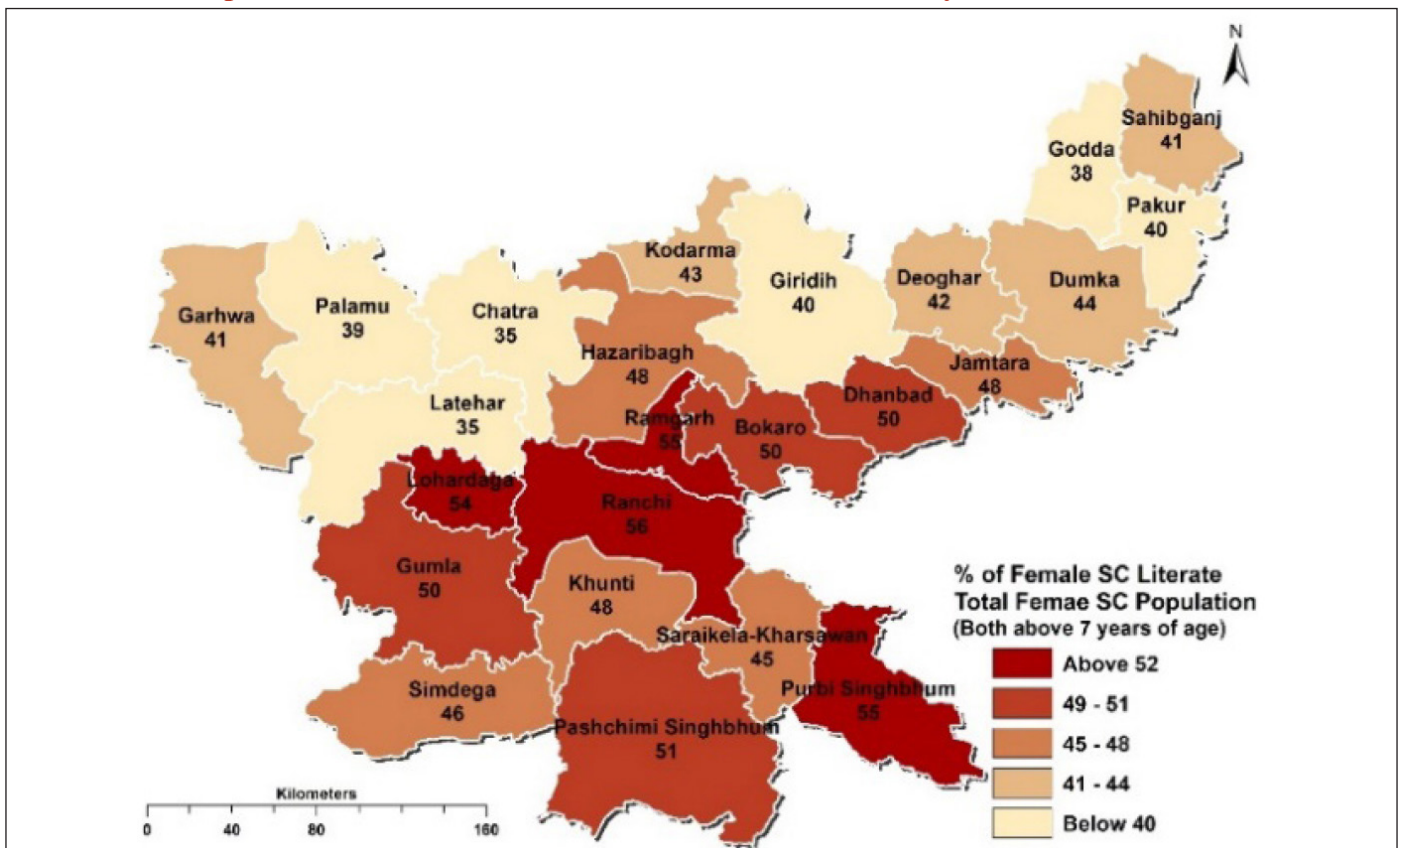 N
Sahibganj
41
Godda
38
Pakur
40
Kodarma
43
Giridih
40
Deoghar
42
Dumka
44
Garhwa
41
Palamu
39
Chatra
35
Hazaribagh
48
Jamtara
48
Dhanbad
50
Latehar
35
Ramgarh
55
Bokaro
50
Lohardaga
54
Ranchi
56
Gumla
50
Khunti
48
Saraikela-Kharsawan
45
Simdega
46
Purbi Singhbhum
55
Pashchimi Singhbhum
51
% of Female SC Literate
Total Femae SC Population
(Both above 7 years of age)
Above 52
49 - 51
45 - 48
41 - 44
Below 40
Kilometers
0 40 80 160